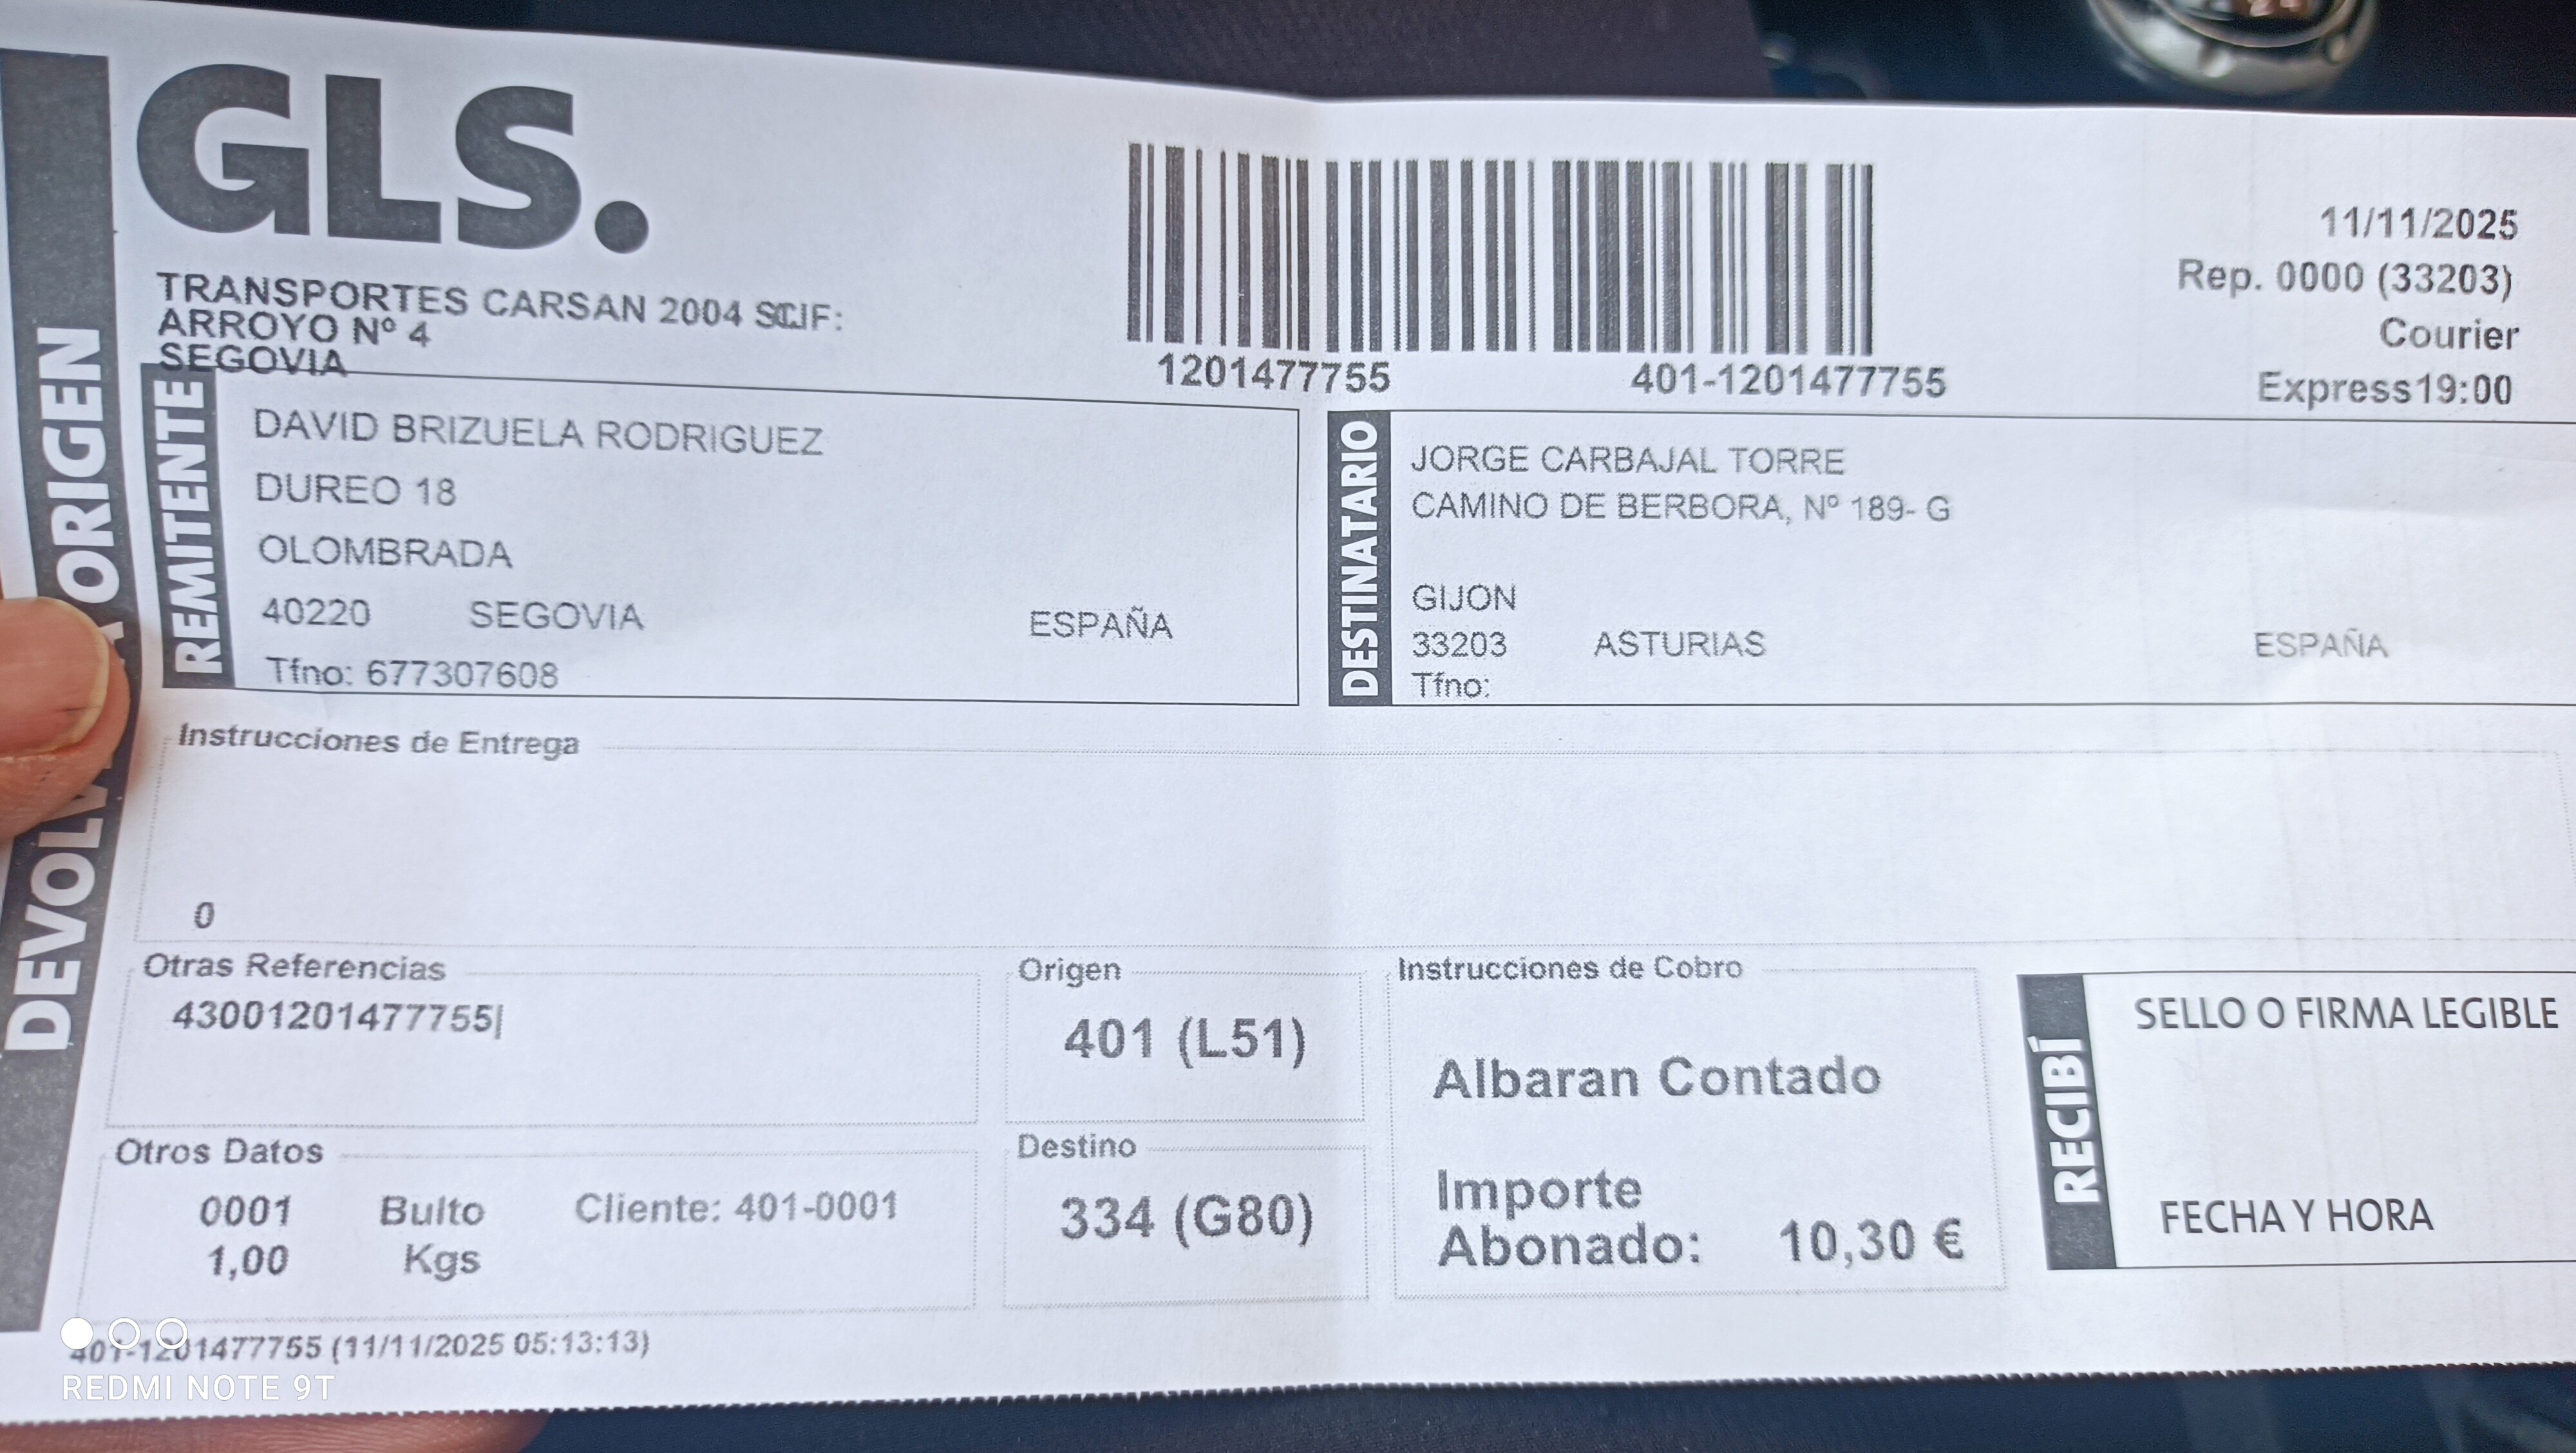 GLS.
TRANSPORTES CARSAN 2004 SCIF:
ARROYO Nº 4
SEGOVIA
1201477755
401-1201477755
11/11/2025
Rep. 0000 (33203)
Courier
Express19:00
ORIGEN
REMITENTE
DAVID BRIZUELA RODRIGUEZ
DUREO 18
OLOMBRADA
40220 SEGOVIA ESPAÑA
Tfno: 677307608
DESTINATARIO
JORGE CARBAJAL TORRE
CAMINO DE BERBORA, Nº 189- G
GIJON
33203 ASTURIAS ESPAÑA
Tfno:
Instrucciones de Entrega
0
Otras Referencias
43001201477755|
Origen
401 (L51)
Instrucciones de Cobro
Albaran Contado
Importe
Abonado: 10,30 €
RECIBÍ
SELLO O FIRMA LEGIBLE
FECHA Y HORA
Otros Datos
0001 Bulto Cliente: 401-0001
1,00 Kgs
Destino
334 (G80)
401-1201477755 (11/11/2025 05:13:13)
REDMI NOTE 9T